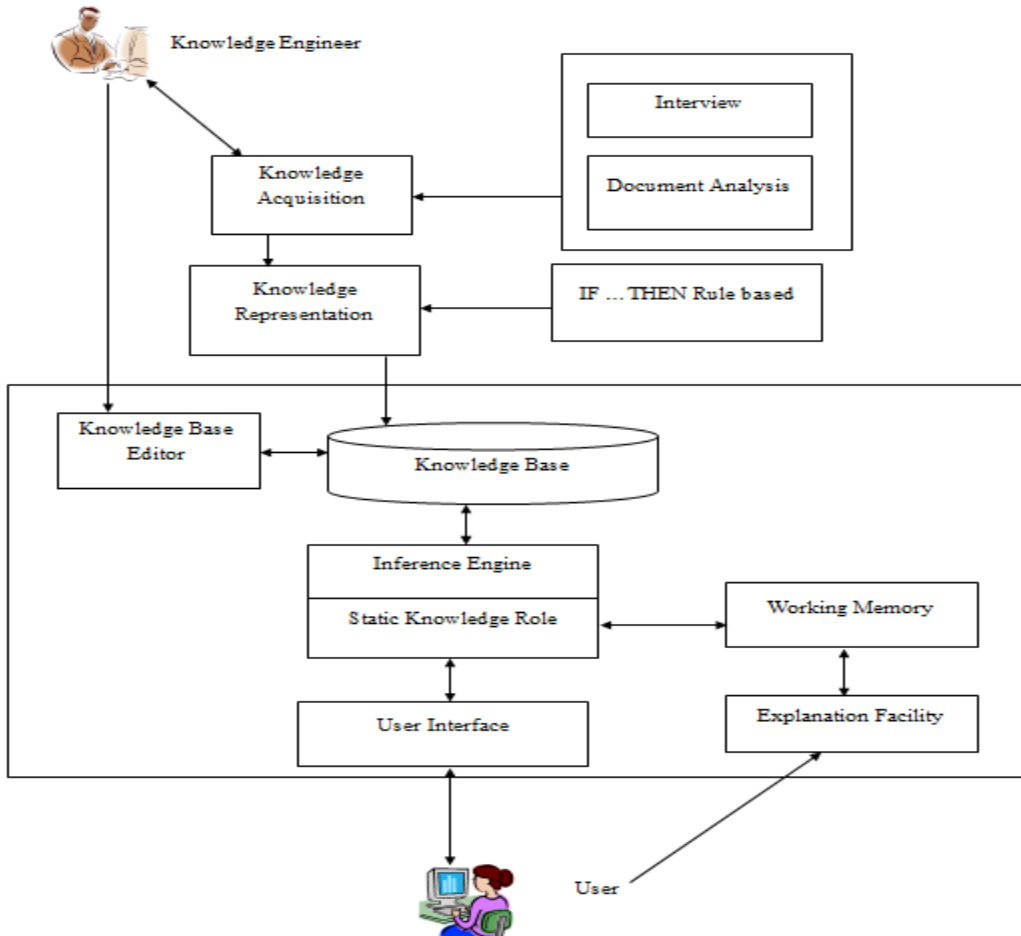 Knowledge Engineer
Interview
Document Analysis
Knowledge
Acquisition
Knowledge
Representation
IF ... THEN Rule based
Knowledge Base
Editor
Knowledge Base
Inference Engine
Static Knowledge Role
Working Memory
User Interface
Explanation Facility
User